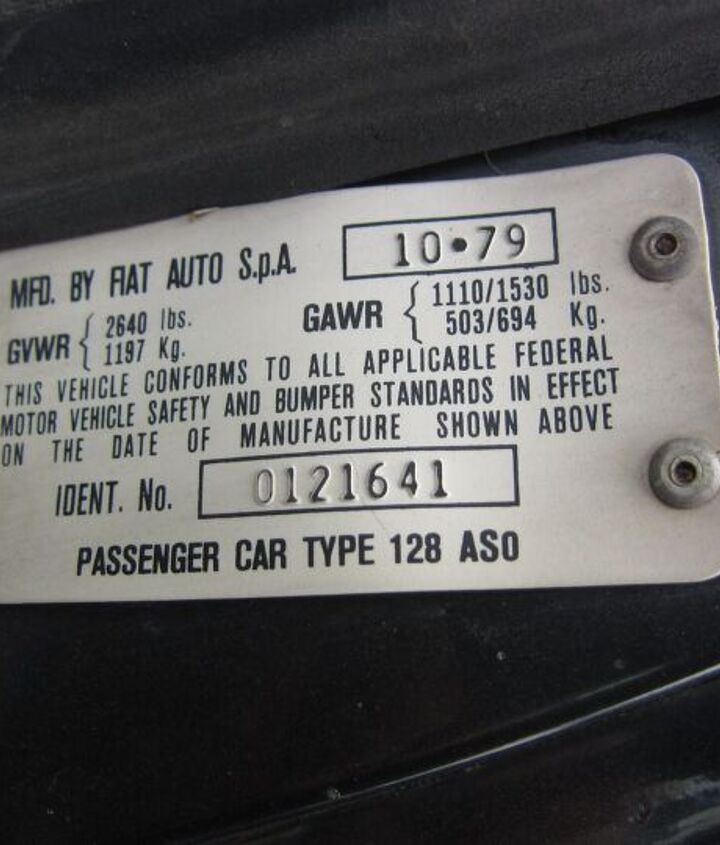 MFD. BY FIAT AUTO S.p.A. 10•79
GVWR { 2640 lbs. 1197 Kg. GAWR { 1110/1530 lbs. 503/694 Kg.
THIS VEHICLE CONFORMS TO ALL APPLICABLE FEDERAL
MOTOR VEHICLE SAFETY AND BUMPER STANDARDS IN EFFECT
ON THE DATE OF MANUFACTURE SHOWN ABOVE
IDENT. No. 0121641
PASSENGER CAR TYPE 128 AS0